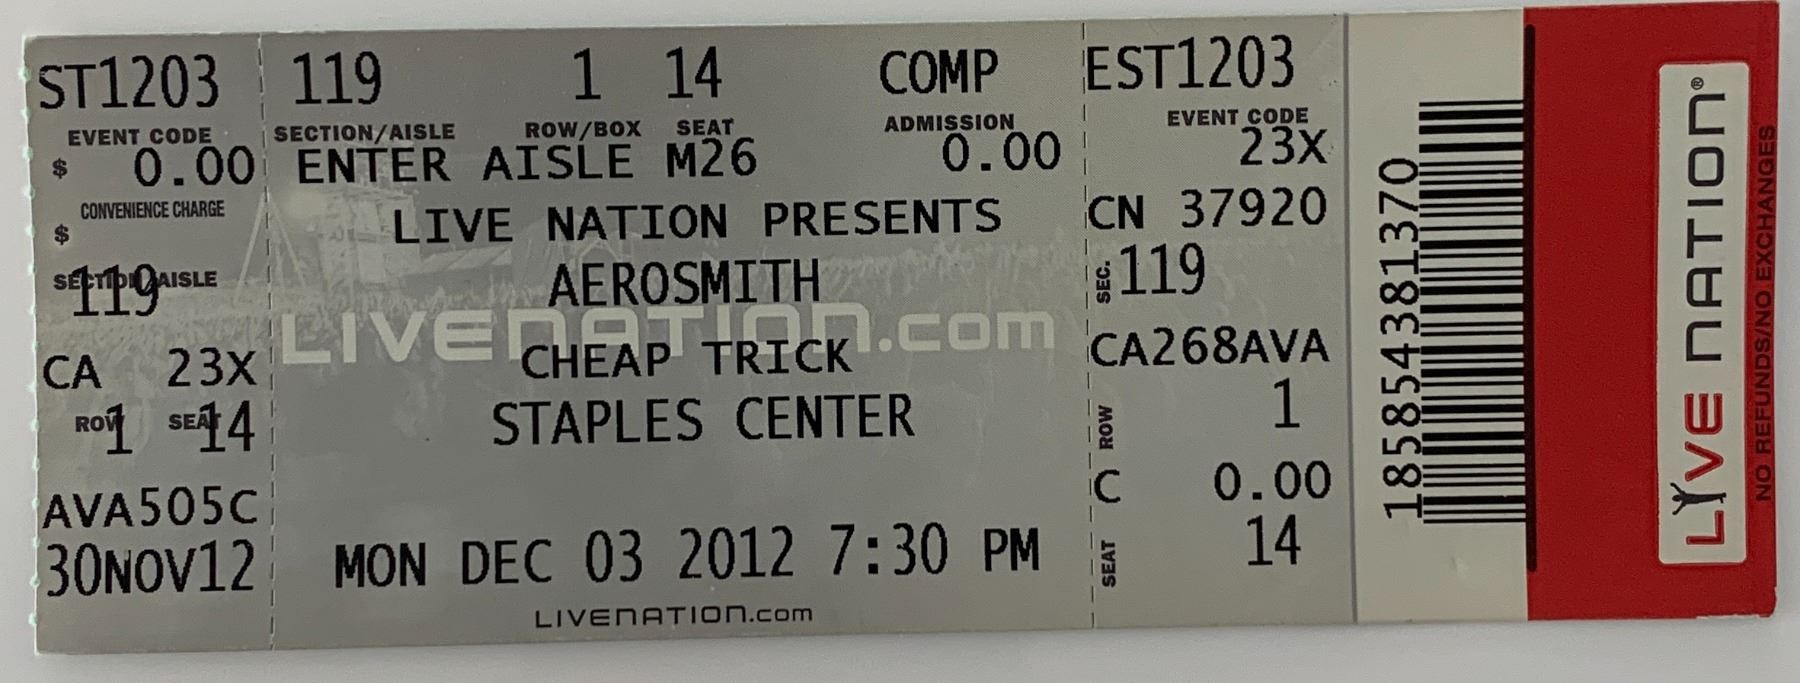 ST1203
EVENT CODE
$ 0.00
CONVENIENCE CHARGE
$
SECTION/AISLE
119
CA 23X
ROW SEAT
1 14
AVA505C
30NOV12
119 1 14 COMP
SECTION/AISLE ROW/BOX SEAT ADMISSION
ENTER AISLE M26 0.00
LIVE NATION PRESENTS
AEROSMITH
LIVENATION.com
CHEAP TRICK
STAPLES CENTER
MON DEC 03 2012 7:30 PM
LIVENATION.com
EST1203
EVENT CODE
23X
CN 37920
SEC. 119
CA268AVA
ROW 1
C 0.00
SEAT 14
185854381370
LIVE NATION®
NO REFUNDS/NO EXCHANGES